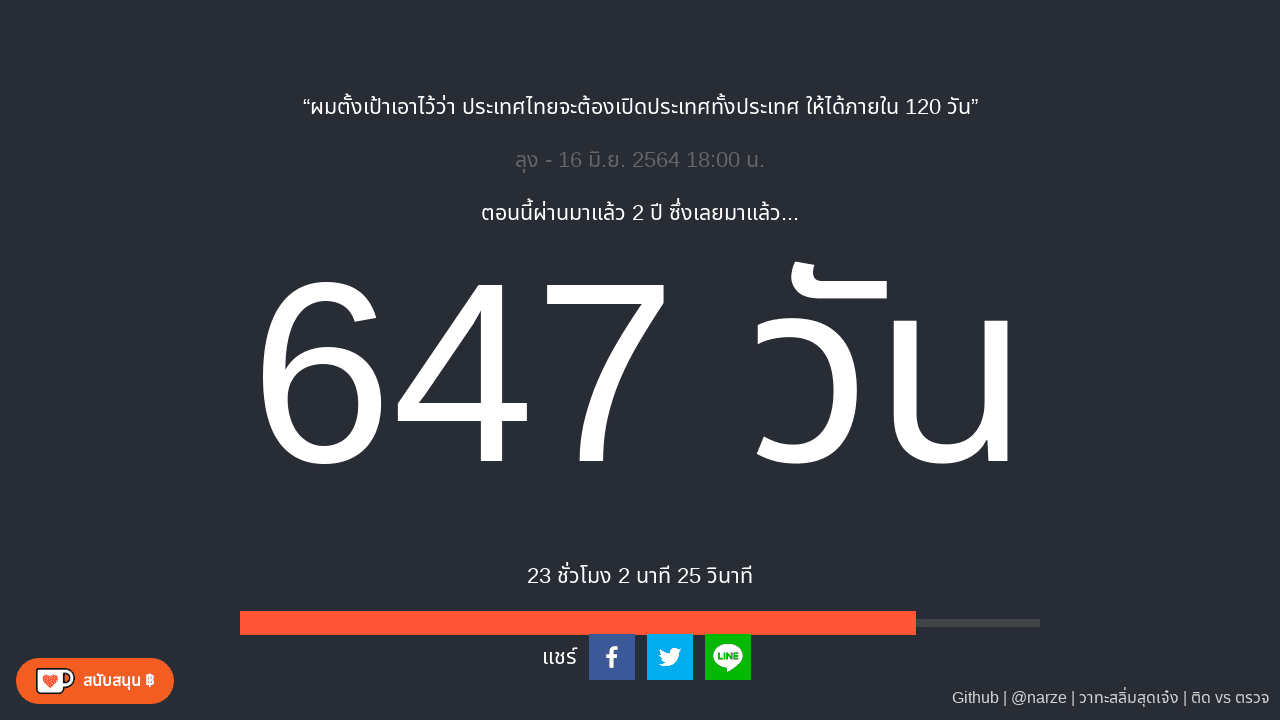 “ผมตั้งเป้าเอาไว้ว่า ประเทศไทยจะต้องเปิดประเทศทั้งประเทศ ให้ได้ภายใน 120 วัน”
ลุง - 16 มิ.ย. 2564 18:00 น.
ตอนนี้ผ่านมาแล้ว 2 ปี ซึ่งเลยมาแล้ว...
647 วัน
23 ชั่วโมง 2 นาที 25 วินาที
แชร์
LINE
สนับสนุน ฿
Github | @narze | วาทะสลิ่มสุดเจ๋ง | ติด vs ตรวจ